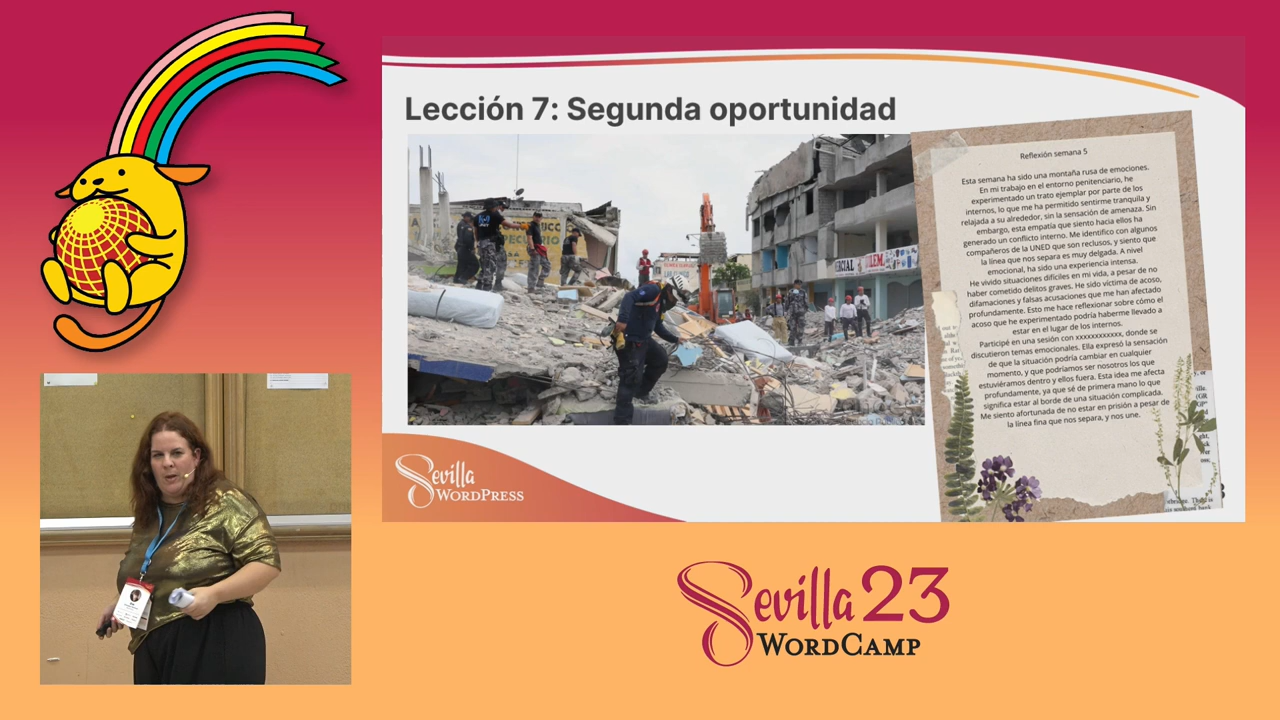 Lección 7: Segunda oportunidad
Reflexión semana 5
Esta semana ha sido una montaña rusa de emociones.
En mi trabajo en el entorno penitenciario, he
experimentado un trato ejemplar por parte de los
internos, lo que me ha permitido sentirme tranquila y
relajada a su alrededor, sin la sensación de amenaza. Sin
embargo, esta empatía que siento hacia ellos ha
generado un conflicto interno. Me identifico con algunos
compañeros de la UNED que son reclusos, y siento que
la línea que nos separa es muy delgada. A nivel
emocional, ha sido una experiencia intensa.
He vivido situaciones difíciles en mi vida, a pesar de no
haber cometido delitos graves. He sido víctima de acoso,
difamaciones y falsas acusaciones que me han afectado
profundamente. Esto me hace reflexionar sobre cómo el
acoso que he experimentado podría haberme llevado a
estar en el lugar de los internos.
Participé en una sesión con xxxxxxxxxxxx, donde se
discutieron temas emocionales. Ella expresó la sensación
de que la situación podría cambiar en cualquier
momento, y que podríamos ser nosotros los que
estuviéramos dentro y ellos fuera. Esta idea me afecta
profundamente, ya que sé de primera mano lo que
significa estar al borde de una situación complicada.
Me siento afortunada de no estar en prisión a pesar de
la línea fina que nos separa, y nos une.
Sevilla
WORDPRESS
Sevilla 23
WORDCAMP